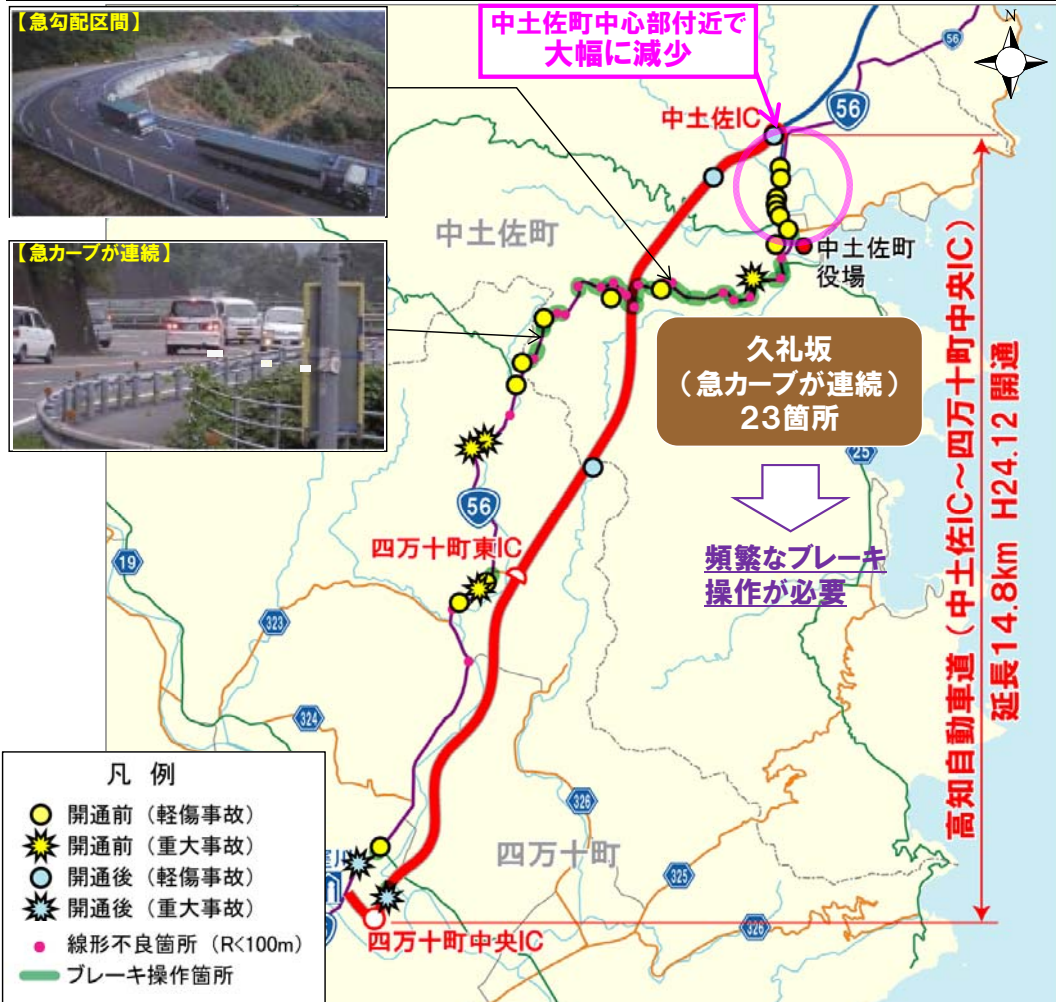 【急勾配区間】
【急カーブが連続】
中土佐町中心部付近で
大幅に減少
N
56
56
中土佐IC
中土佐町
中土佐町
役場
久礼坂
（急カーブが連続）
23箇所
頻繁なブレーキ
操作が必要
25
56
四万十町東IC
19
323
324
326
四万十町
325
326
四万十町中央IC
高知自動車道（中土佐IC～四万十町中央IC）
延長14.8km H24.12 開通
凡 例
開通前（軽傷事故）
開通前（重大事故）
開通後（軽傷事故）
開通後（重大事故）
線形不良箇所（R<100m）
ブレーキ操作箇所